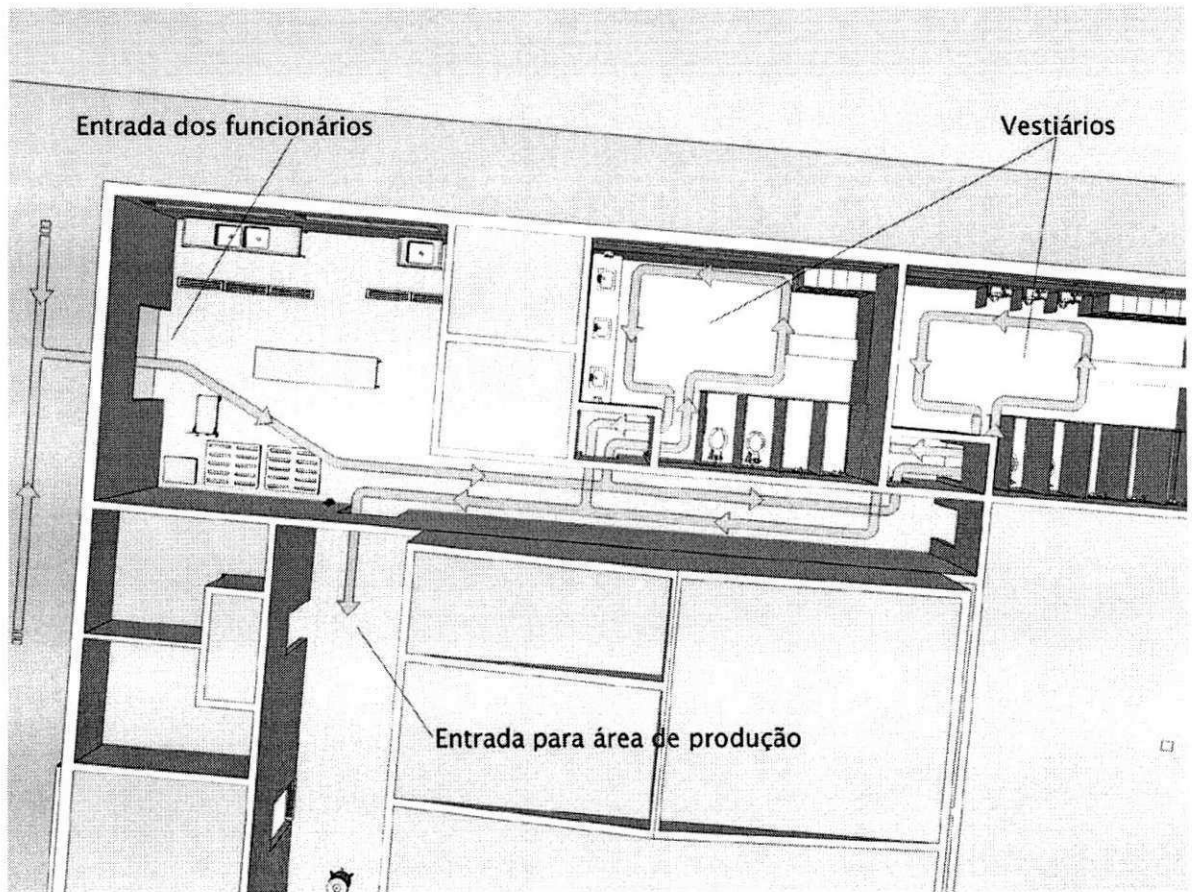 Entrada dos funcionários
Vestiários
Entrada para área de produção